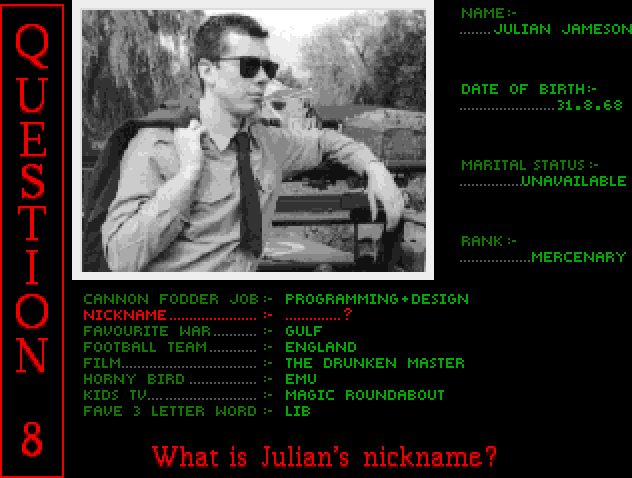 QUESTION 8
NAME:-
......JULIAN JAMESON
DATE OF BIRTH:-
...................31.8.68
MARITAL STATUS:-
............UNAVAILABLE
RANK:-
..............MERCENARY
CANNON FODDER JOB:- PROGRAMMING+DESIGN
NICKNAME..................:- ............?
FAVOURITE WAR.........:- GULF
FOOTBALL TEAM..........:- ENGLAND
FILM...........................:- THE DRUNKEN MASTER
HORNY BIRD..............:- EMU
KIDS TV......................:- MAGIC ROUNDABOUT
FAVE 3 LETTER WORD:- LIB
What is Julian's nickname?